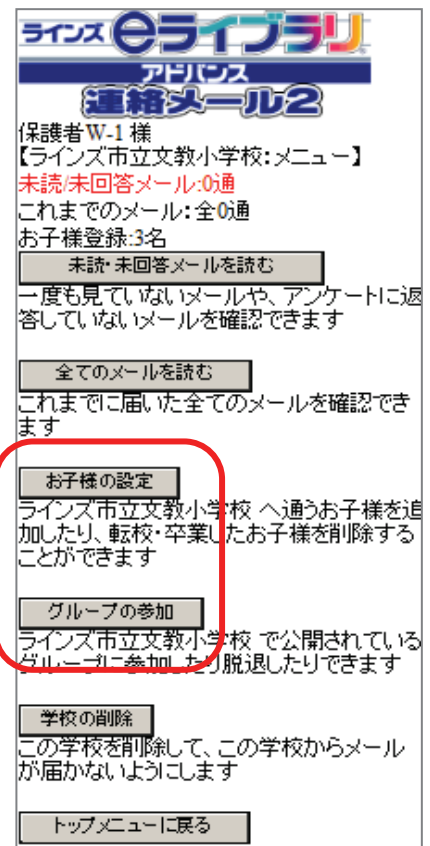 ラインズ eライブラリ
アドバンス
連絡メール2
保護者W-1 様
【ラインズ市立文教小学校:メニュー】
未読/未回答メール:0通
これまでのメール:全0通
お子様登録:3名
未読・未回答メールを読む
一度も見ていないメールや、アンケートに返
答していないメールを確認できます
全てのメールを読む
これまでに届いた全てのメールを確認でき
ます
お子様の設定
ラインズ市立文教小学校 へ通うお子様を追
加したり、転校・卒業したお子様を削除する
ことができます
グループの参加
ラインズ市立文教小学校 で公開されている
グループに参加したり脱退したりできます
学校の削除
この学校を削除して、この学校からメール
が届かないようにします
トップメニューに戻る